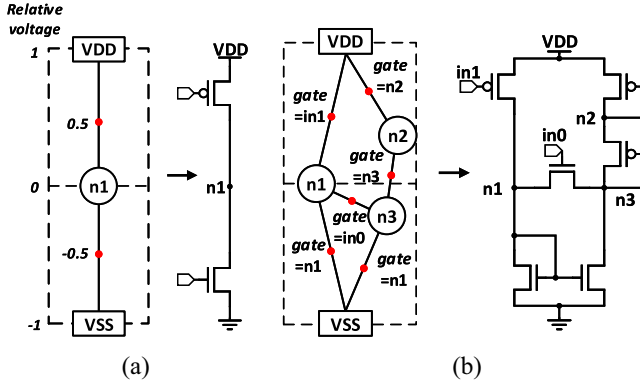 Relative
voltage
1
0.5
0
-0.5
-1
VDD
n1
VSS
VDD
n1
(a)
VDD
gate
=in1
gate
=n2
n2
n1
gate
=n3
n3
gate
=in0
gate
=n1
gate
=n1
VSS
VDD
in1
in0
n2
n1
n3
(b)